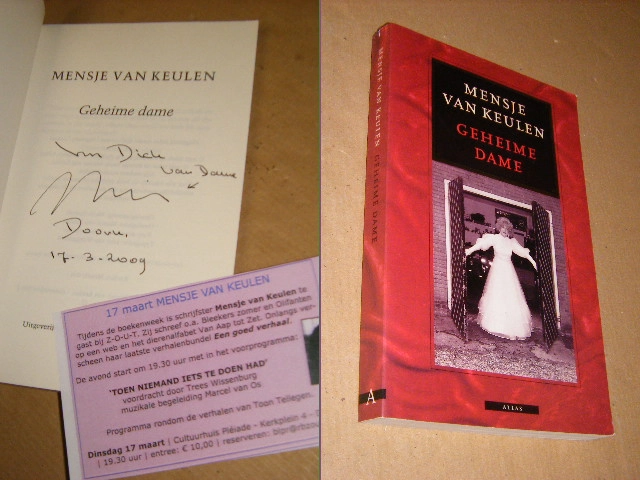 MENSJE VAN KEULEN
Geheime dame
Dick
van Dame
Doorn,
17-3-2009
Uitgeverij
17 maart MENSJE VAN KEULEN
Tijdens de boekenweek is schrijfster Mensje van Keulen te
gast bij Z-O-U-T. Zij schreef o.a. Bleekers zomer en Olifanten
op een web en het dierenalfabet Van Aap tot Zet. Onlangs ver-
scheen haar laatste verhalenbundel Een goed verhaal.
De avond start om 19.30 uur met in het voorprogramma:
'TOEN NIEMAND IETS TE DOEN HAD'
voordracht door Trees Wissenburg
muzikale begeleiding Marcel van Os
Programma rondom de verhalen van Toon Tellegen.
Dinsdag 17 maart | Cultuurhuis Pléiade - Kerkplein 4 -
| 19.30 uur | entree: € 10,00 | reserveren:
MENSJE VAN KEULEN GEHEIME DAME
A
MENSJE
VAN KEULEN
GEHEIME
DAME
ATLAS